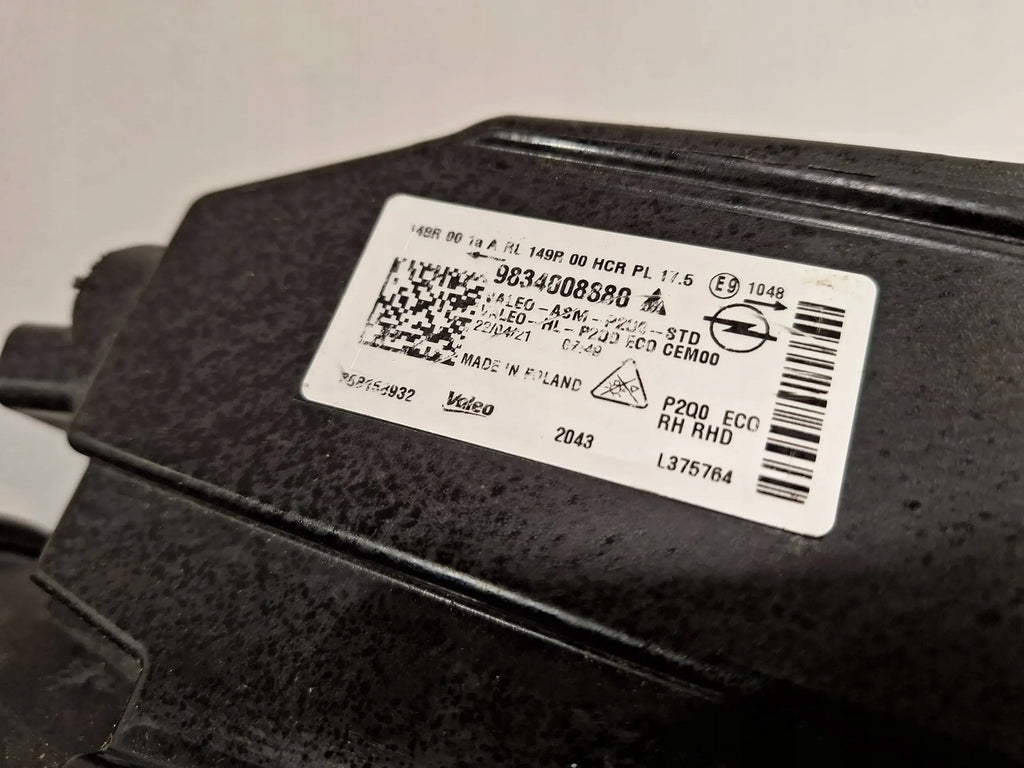 149R 00 1a A RL 149R 00 HCR PL 17.5 E9 1048
9834008880
VALEO-ASM-P2Q0-STD
VALEO-HL-P2QO ECO CEM00
22/04/21 07:49
MADE IN POLAND
Valeo
2043
P2Q0 ECO
RH RHD
L375764